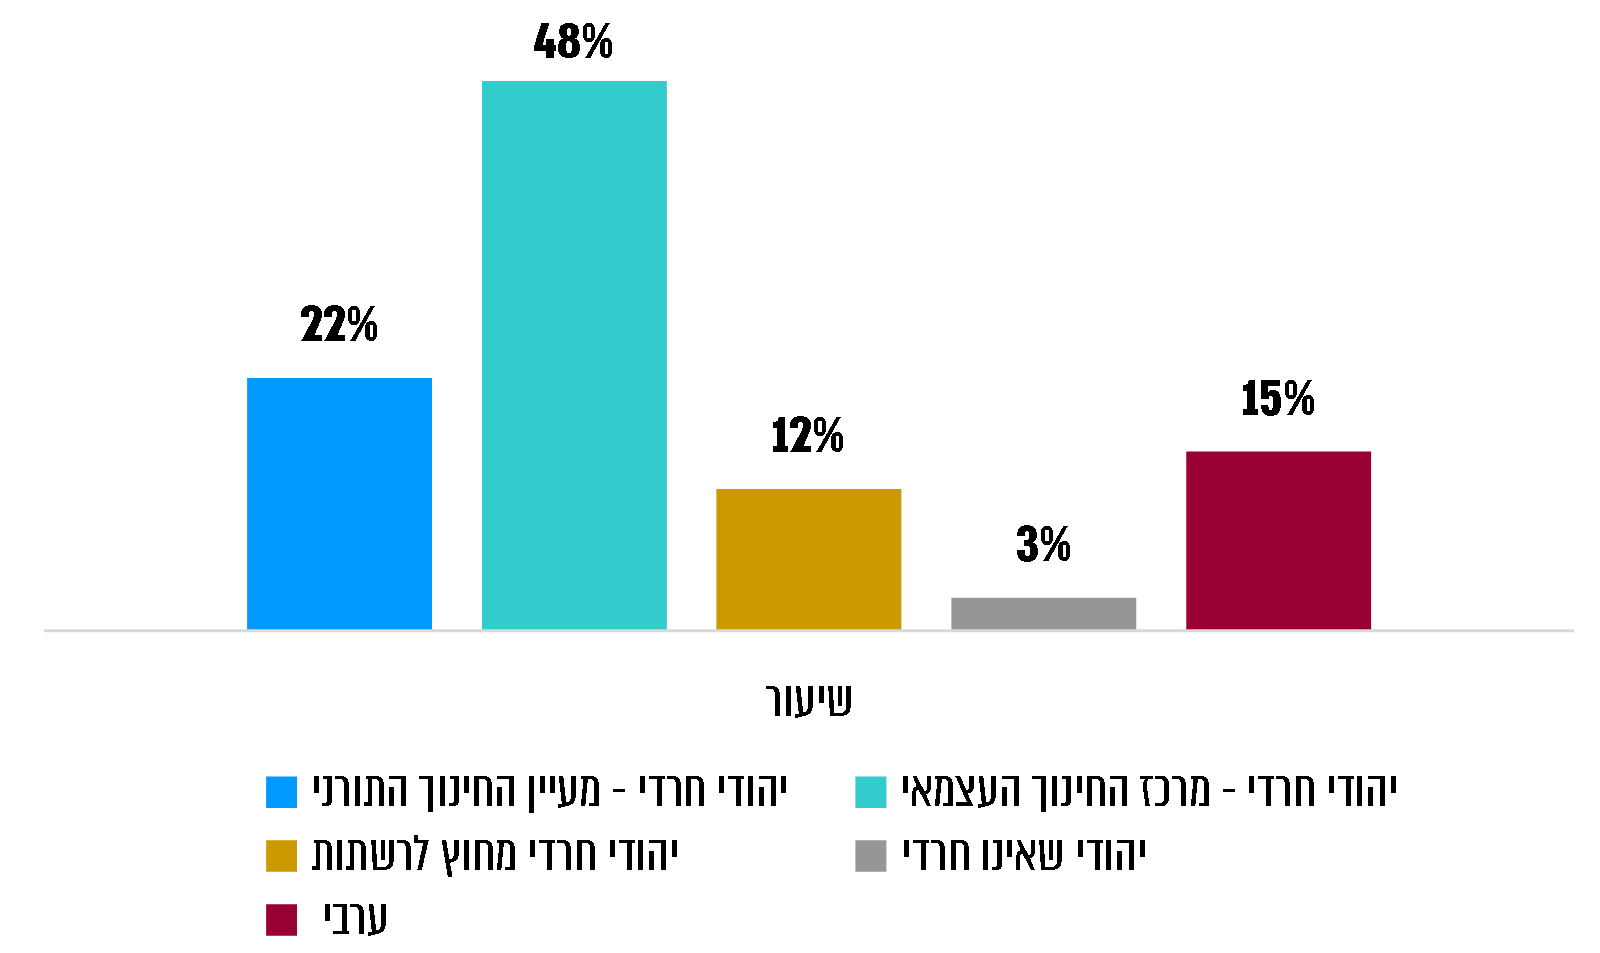 48%
22%
15%
12%
3%
שיעור
יהודי חרדי - מעיין החינוך התורני
יהודי חרדי - מרכז החינוך העצמאי
יהודי חרדי מחוץ לרשתות
יהודי שאינו חרדי
ערבי